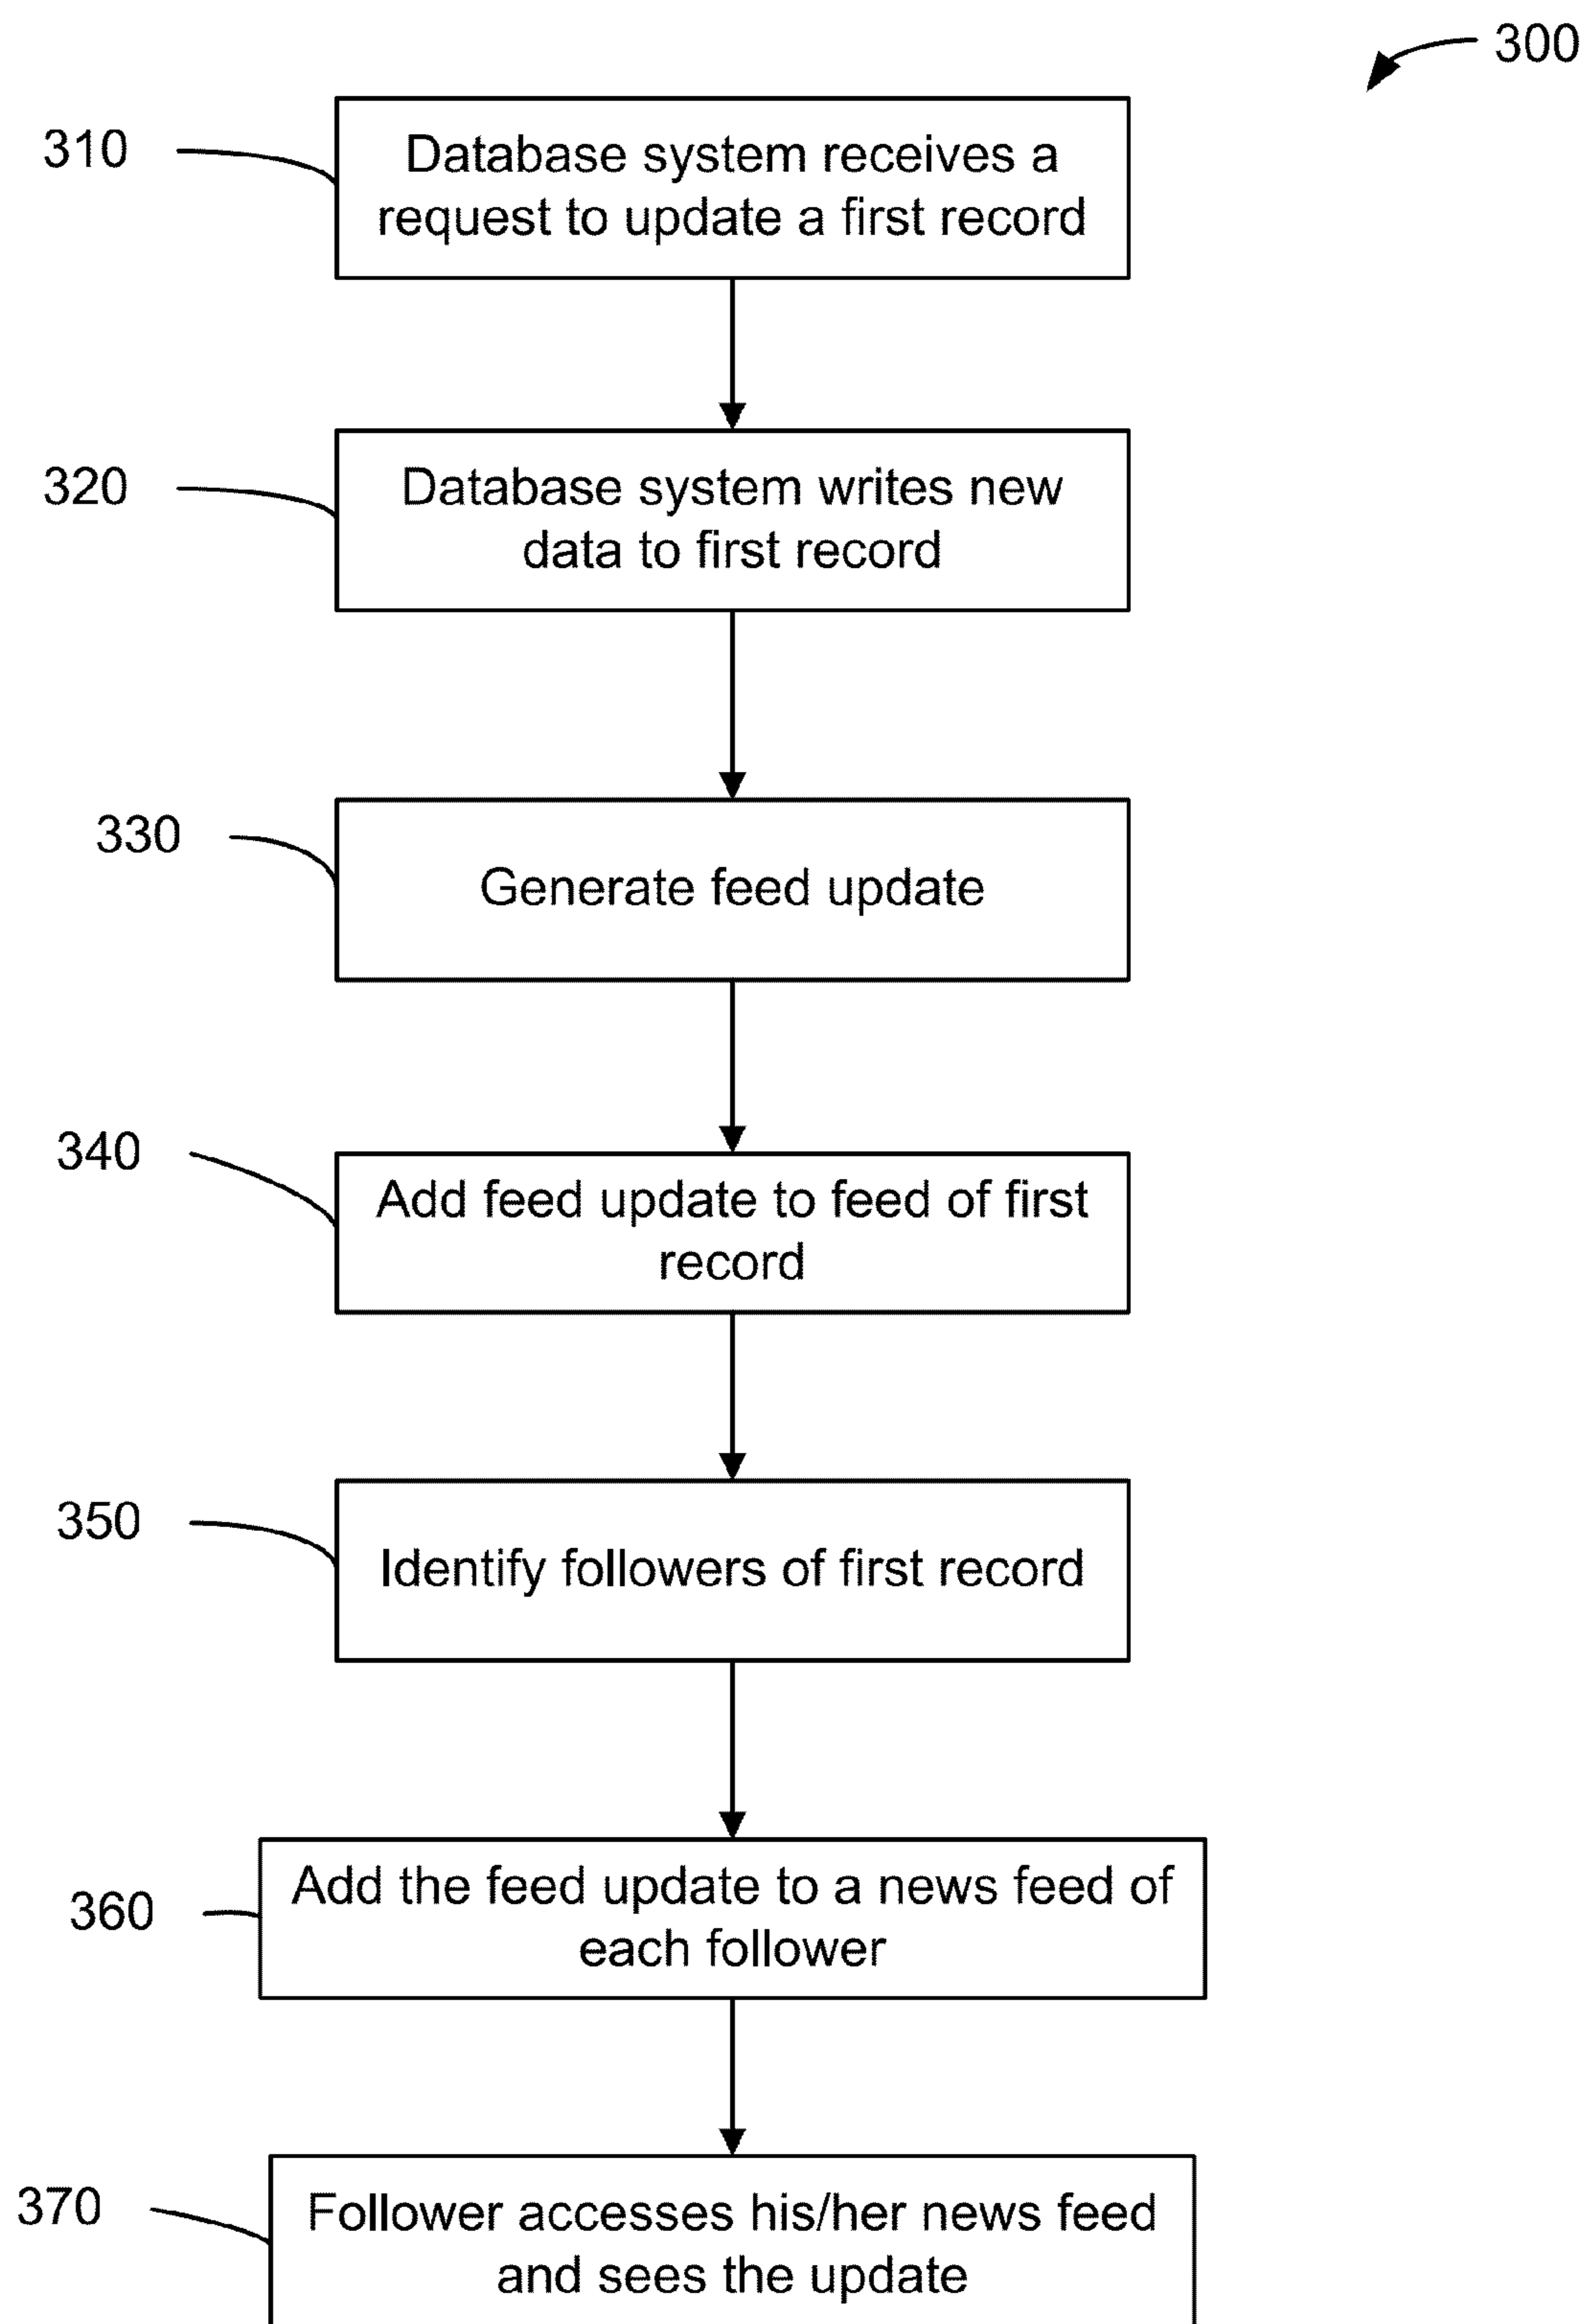 300
310
Database system receives a
request to update a first record
320
Database system writes new
data to first record
330
Generate feed update
340
Add feed update to feed of first
record
350
Identify followers of first record
360
Add the feed update to a news feed of
each follower
370
Follower accesses his/her news feed
and sees the update